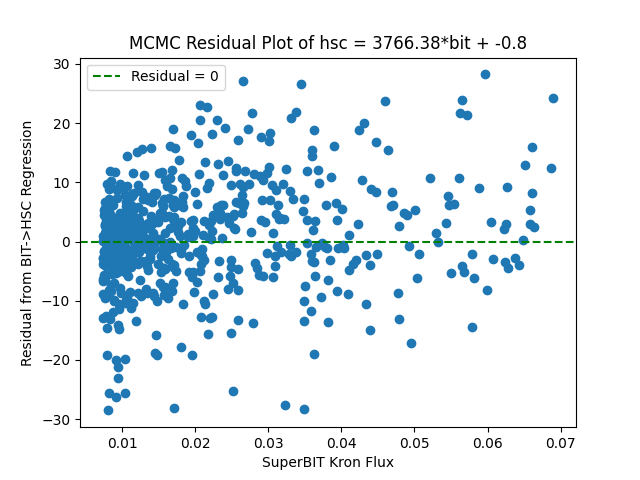 MCMC Residual Plot of hsc = 3766.38*bit + -0.8
Residual = 0
Residual from BIT->HSC Regression
30
20
10
0
−10
−20
−30
0.01 0.02 0.03 0.04 0.05 0.06 0.07
SuperBIT Kron Flux